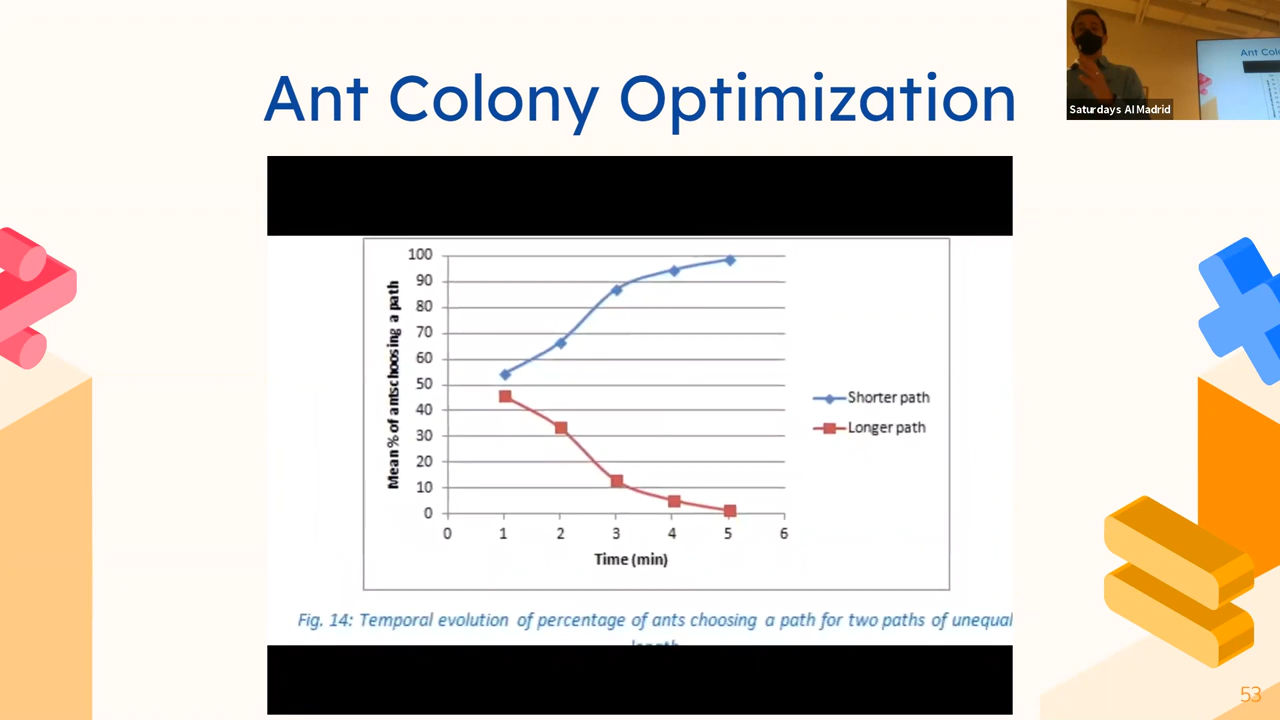 Ant Colony Optimization
Saturdays AI Madrid
Ant Col
100
90
80
70
60
50
40
30
20
10
0
Mean % of antschoosing a path
0 1 2 3 4 5 6
Time (min)
Shorter path
Longer path
Fig. 14: Temporal evolution of percentage of ants choosing a path for two paths of unequal
53